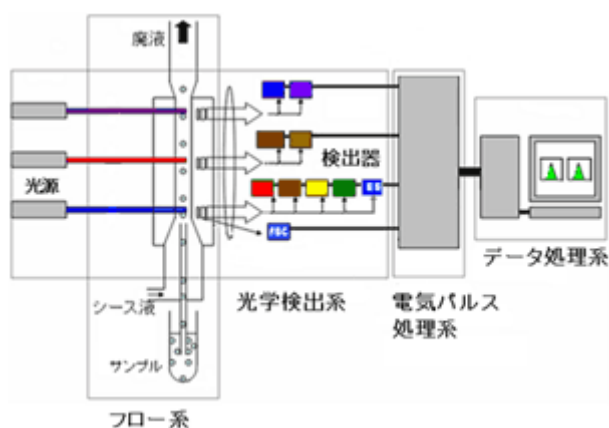 廃液
検出器
光源
FSC
データ処理系
シース液
光学検出系
電気パルス
処理系
サンプル
フロー系